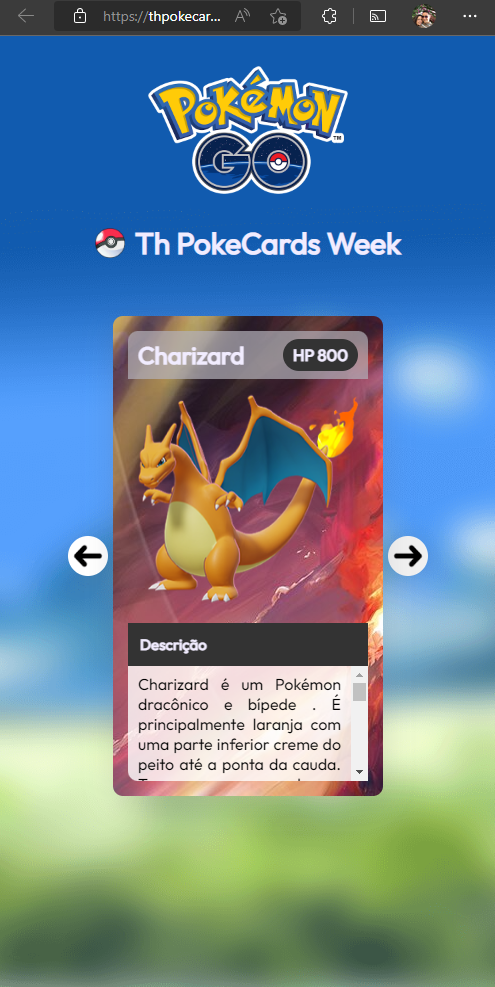 https://thpokecar...
POKÉMON
GO
TM
Th PokeCards Week
Charizard
HP 800
Descrição
Charizard é um Pokémon
dracônico e bípede . É
principalmente laranja com
uma parte inferior creme do
peito até a ponta da cauda.